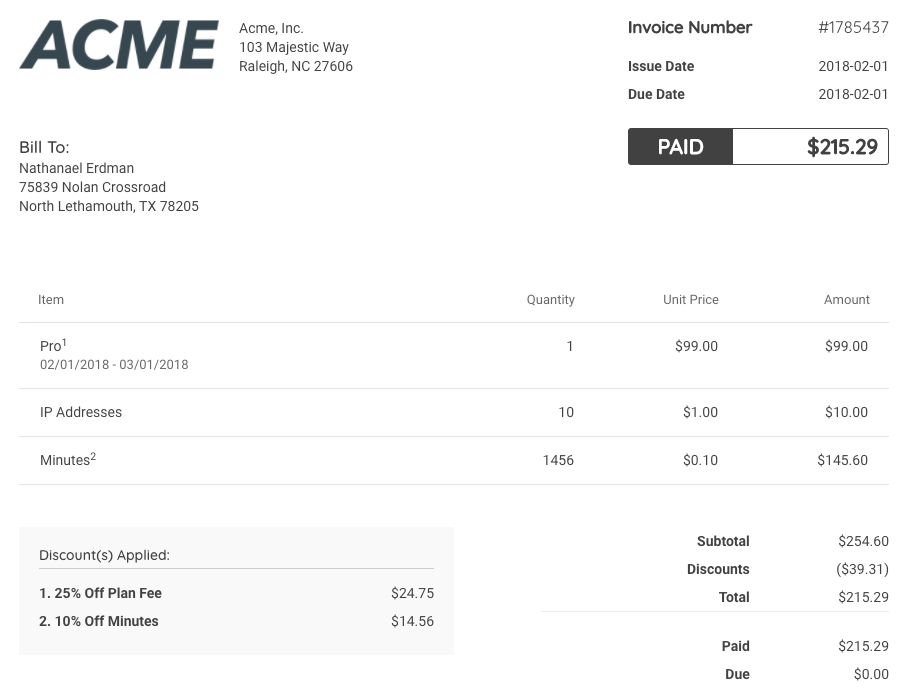 ACME
Acme, Inc.
103 Majestic Way
Raleigh, NC 27606
Invoice Number #1785437
Issue Date 2018-02-01
Due Date 2018-02-01
PAID $215.29
Bill To:
Nathanael Erdman
75839 Nolan Crossroad
North Lethamouth, TX 78205
Item Quantity Unit Price Amount
Pro¹ 1 $99.00 $99.00
02/01/2018 - 03/01/2018
IP Addresses 10 $1.00 $10.00
Minutes² 1456 $0.10 $145.60
Discount(s) Applied:
1. 25% Off Plan Fee $24.75
2. 10% Off Minutes $14.56
Subtotal $254.60
Discounts ($39.31)
Total $215.29
Paid $215.29
Due $0.00